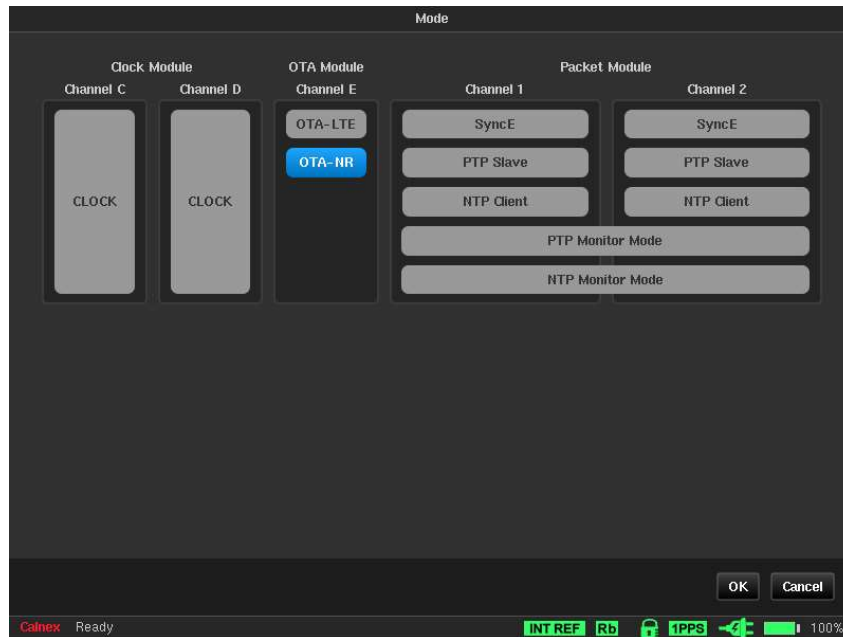 Mode
Clock Module OTA Module Packet Module
Channel C Channel D Channel E Channel 1 Channel 2
OTA-LTE SyncE SyncE
OTA-NR PTP Slave PTP Slave
CLOCK CLOCK NTP Client NTP Client
PTP Monitor Mode
NTP Monitor Mode
OK Cancel
Calnex Ready INT REF Rb 1PPS 100%